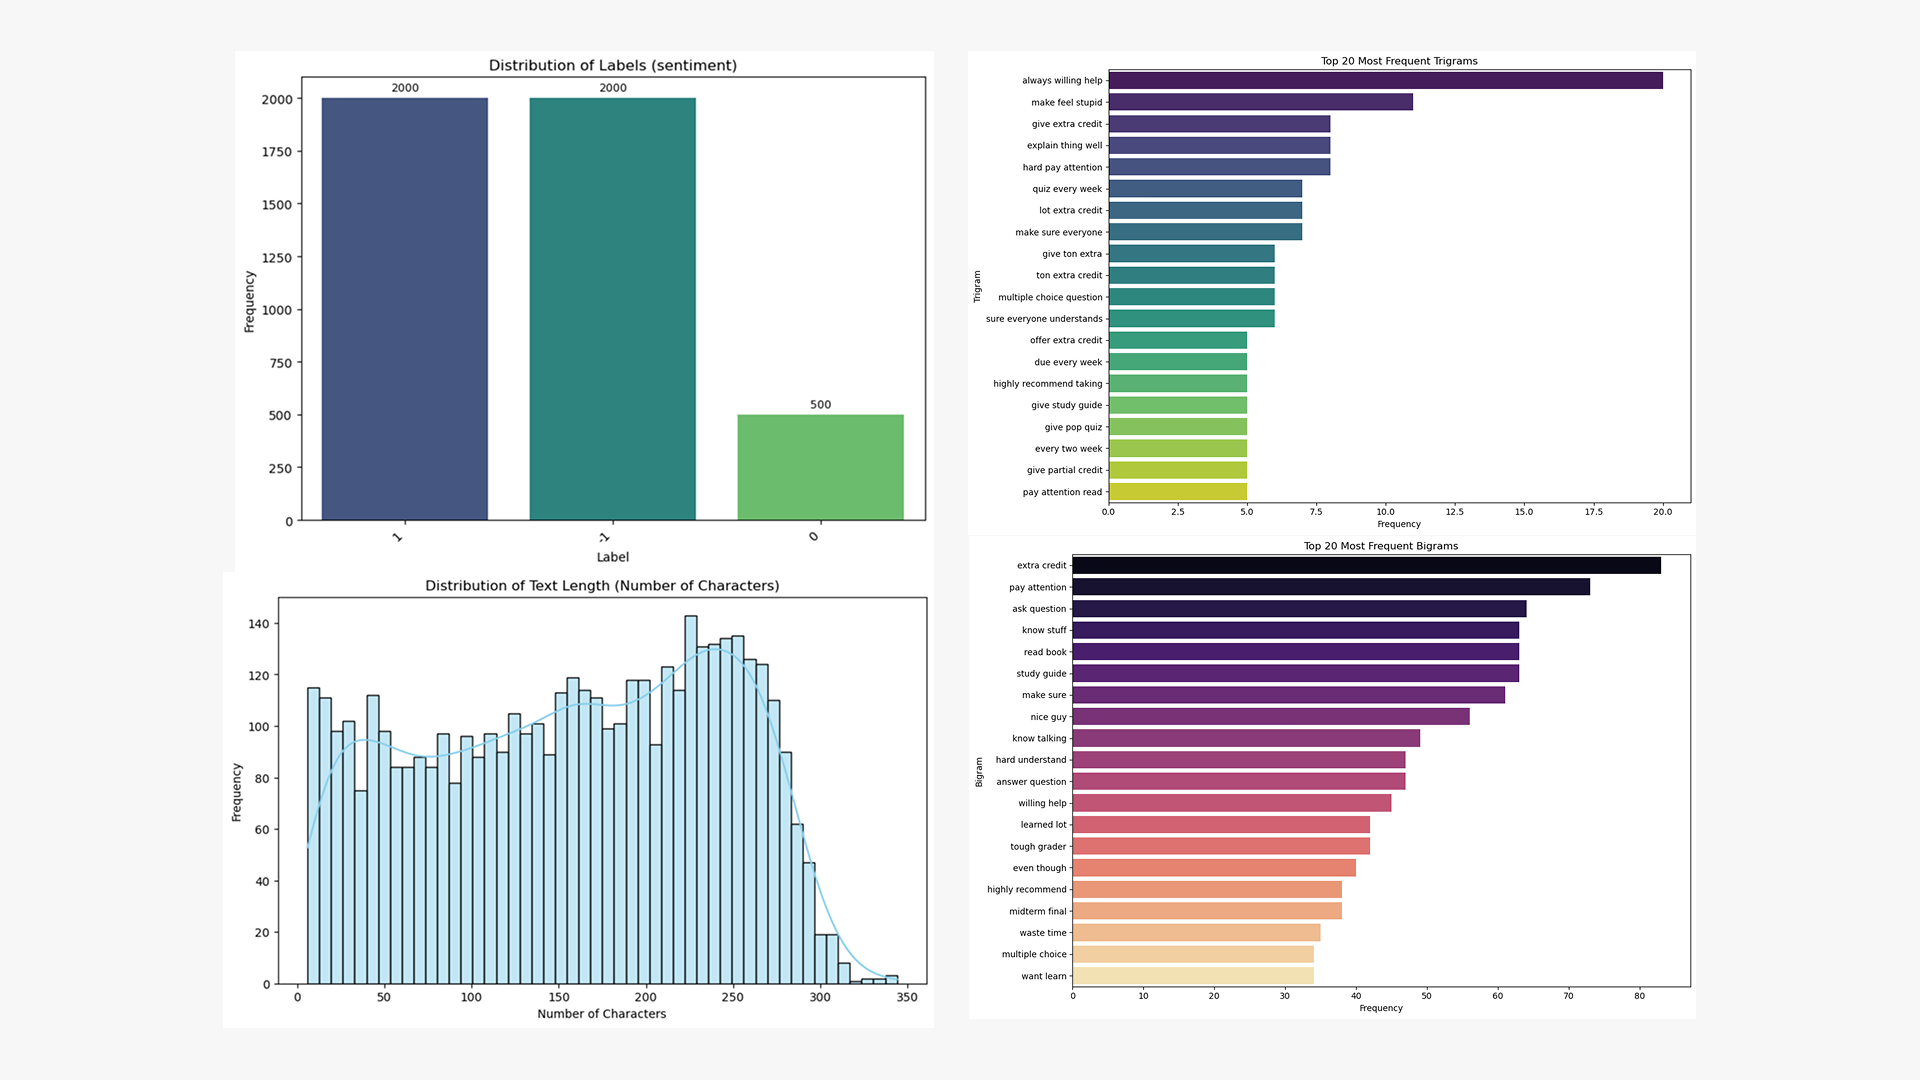 Distribution of Labels (sentiment)
2000
2000
500
2000
1750
1500
1250
1000
750
500
250
0
Frequency
1
-1
0
Label
Distribution of Text Length (Number of Characters)
140
120
100
80
60
40
20
0
Frequency
0 50 100 150 200 250 300 350
Number of Characters
Top 20 Most Frequent Trigrams
always willing help
make feel stupid
give extra credit
explain thing well
hard pay attention
quiz every week
lot extra credit
make sure everyone
give ton extra
ton extra credit
multiple choice question
sure everyone understands
offer extra credit
due every week
highly recommend taking
give study guide
give pop quiz
every two week
give partial credit
pay attention read
Trigram
0.0 2.5 5.0 7.5 10.0 12.5 15.0 17.5 20.0
Frequency
Top 20 Most Frequent Bigrams
extra credit
pay attention
ask question
know stuff
read book
study guide
make sure
nice guy
know talking
hard understand
answer question
willing help
learned lot
tough grader
even though
highly recommend
midterm final
waste time
multiple choice
want learn
Bigram
0 10 20 30 40 50 60 70 80
Frequency